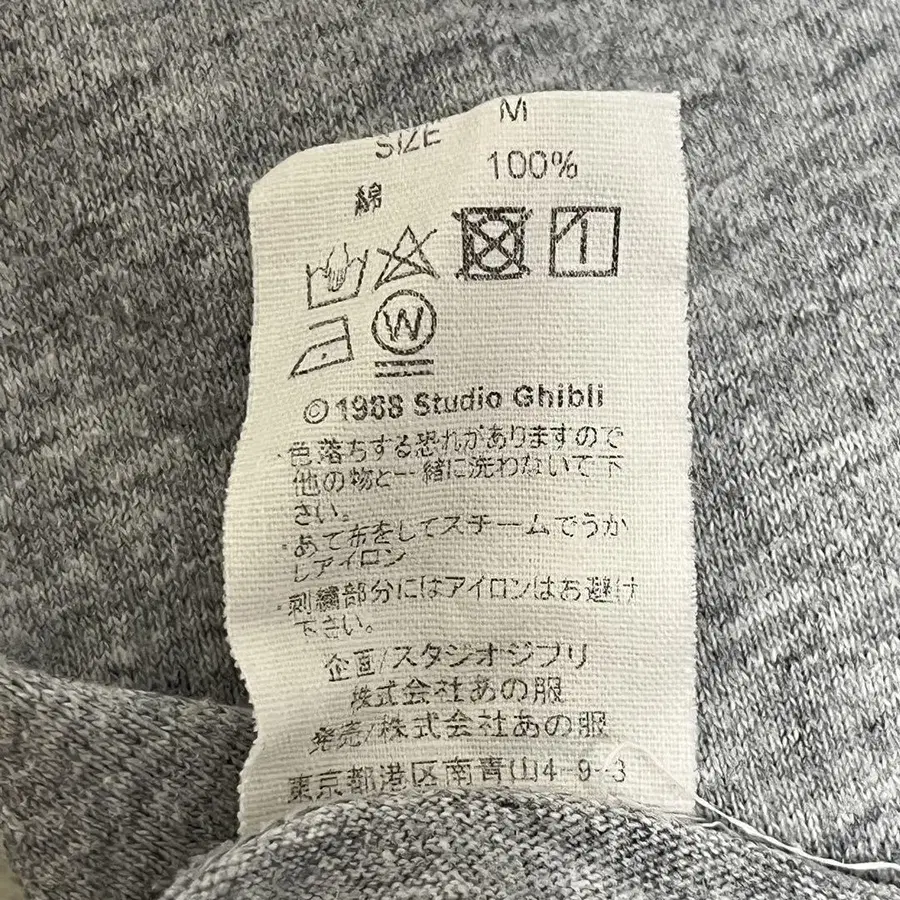 SIZE M
綿 100%
W
© 1988 Studio Ghibli
色落ちする恐れがありますので
他の物と一緒に洗わないで下
さい。
・あて布をしてスチームでうか
しアイロン
・刺繍部分にはアイロンはお避け
下さい。
企画/スタジオジブリ
株式会社あの服
発売/株式会社あの服
東京都港区南青山4-9-3